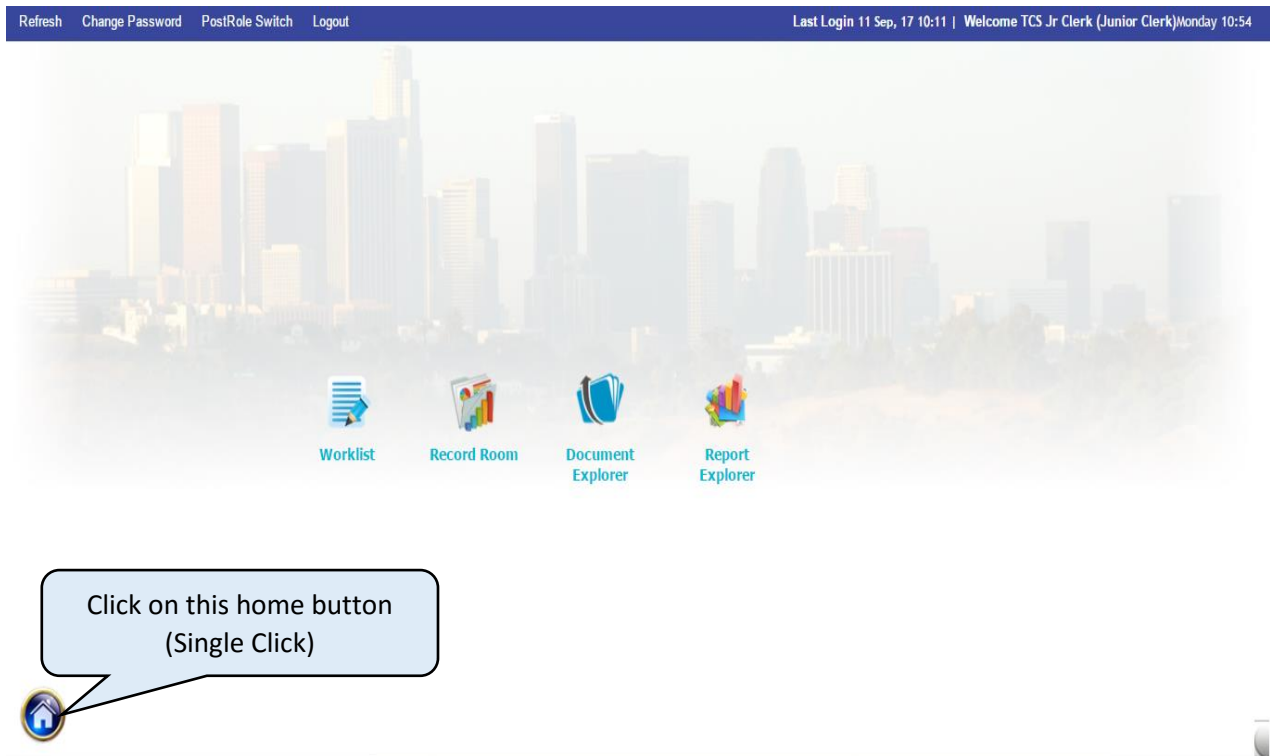 Refresh Change Password PostRole Switch Logout Last Login 11 Sep, 17 10:11 | Welcome TCS Jr Clerk (Junior Clerk)Monday 10:54
Worklist Record Room Document Report
Explorer Explorer
Click on this home button
(Single Click)